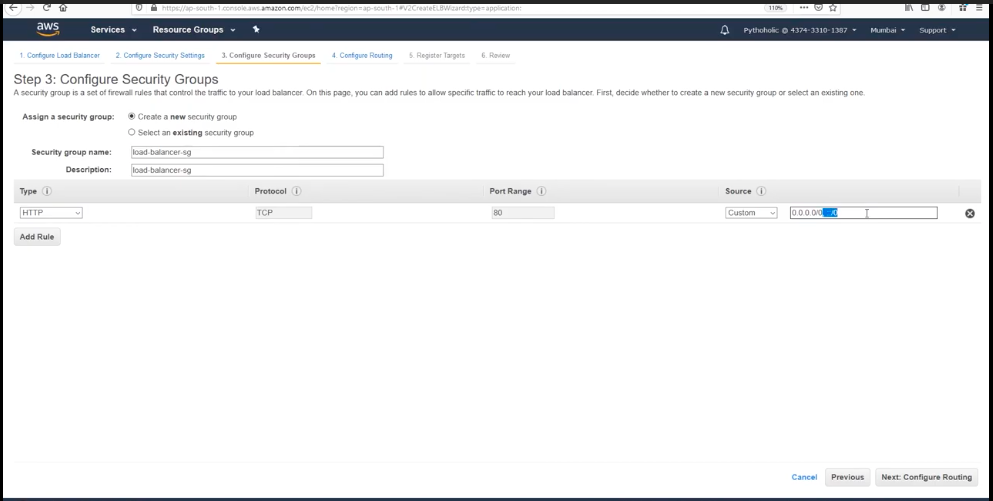 https://ap-south-1.console.aws.amazon.com/ec2/home?region=ap-south-1#V2CreateELBWizard:type=application:
110%
aws
Services
Resource Groups
Pytholic @ 4374-3310-1387
Mumbai
Support
1. Configure Load Balancer
2. Configure Security Settings
3. Configure Security Groups
4. Configure Routing
5. Register Targets
6. Review
Step 3: Configure Security Groups
A security group is a set of firewall rules that control the traffic to your load balancer. On this page, you can add rules to allow specific traffic to reach your load balancer. First, decide whether to create a new security group or select an existing one.
Assign a security group:
Create a new security group
Select an existing security group
Security group name:
load-balancer-sg
Description:
load-balancer-sg
Type
Protocol
Port Range
Source
HTTP
TCP
80
Custom
0.0.0.0/0, ::/0
Add Rule
Cancel
Previous
Next: Configure Routing